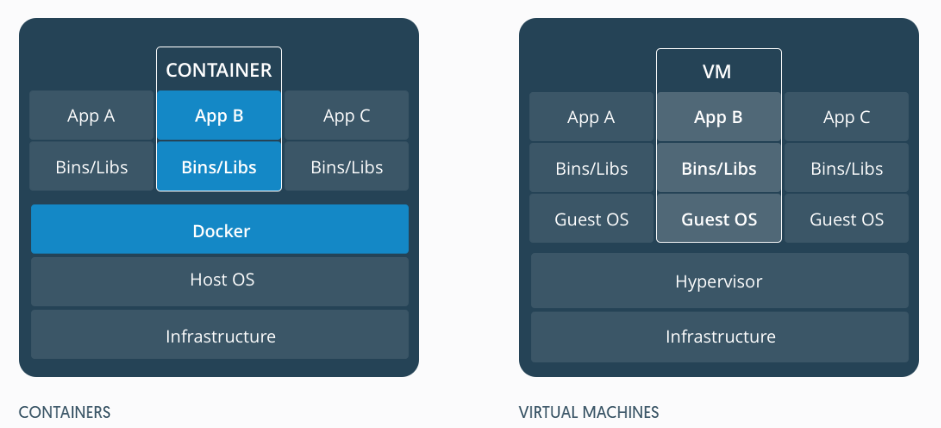 CONTAINER
App A
App B
App C
Bins/Libs
Bins/Libs
Bins/Libs
Docker
Host OS
Infrastructure
CONTAINERS
VM
App A
App B
App C
Bins/Libs
Bins/Libs
Bins/Libs
Guest OS
Guest OS
Guest OS
Hypervisor
Infrastructure
VIRTUAL MACHINES